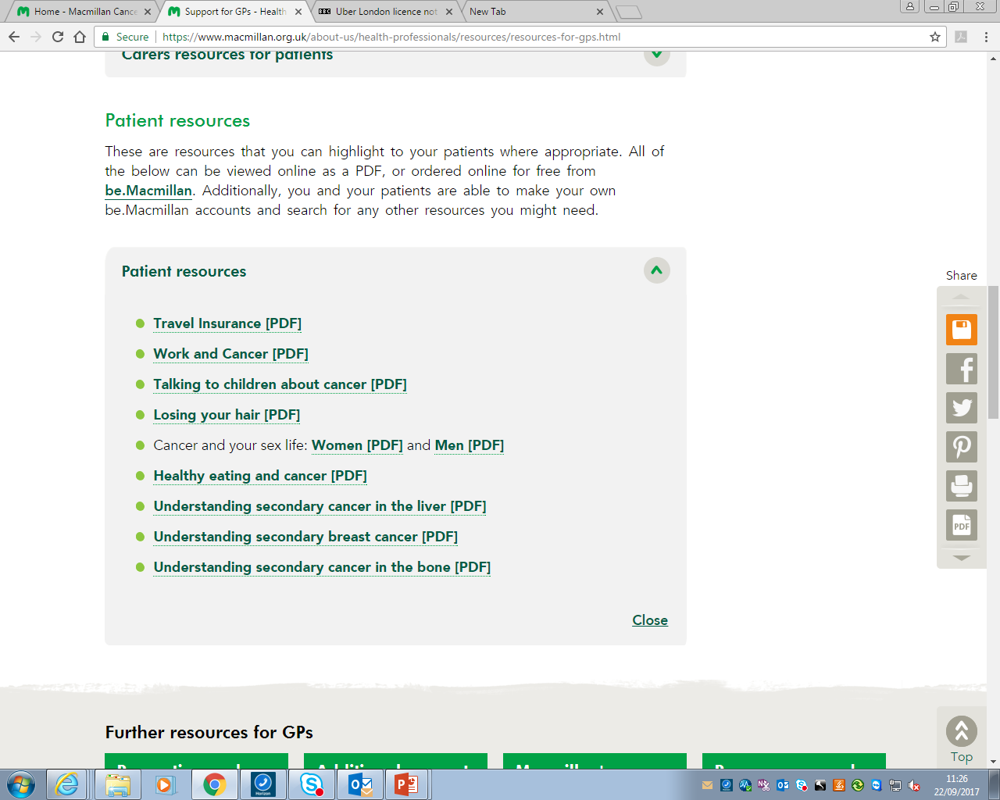 Home - Macmillan Cance
Support for GPs - Health
BBC Uber London licence not
New Tab
Secure https://www.macmillan.org.uk/about-us/health-professionals/resources/resources-for-gps.html
Carers resources for patients
Patient resources
These are resources that you can highlight to your patients where appropriate. All of
the below can be viewed online as a PDF, or ordered online for free from
be.Macmillan. Additionally, you and your patients are able to make your own
be.Macmillan accounts and search for any other resources you might need.
Patient resources
Travel Insurance [PDF]
Work and Cancer [PDF]
Talking to children about cancer [PDF]
Losing your hair [PDF]
Cancer and your sex life: Women [PDF] and Men [PDF]
Healthy eating and cancer [PDF]
Understanding secondary cancer in the liver [PDF]
Understanding secondary breast cancer [PDF]
Understanding secondary cancer in the bone [PDF]
Close
Share
PDF
Top
Further resources for GPs
Horizon
11:26
22/09/2017